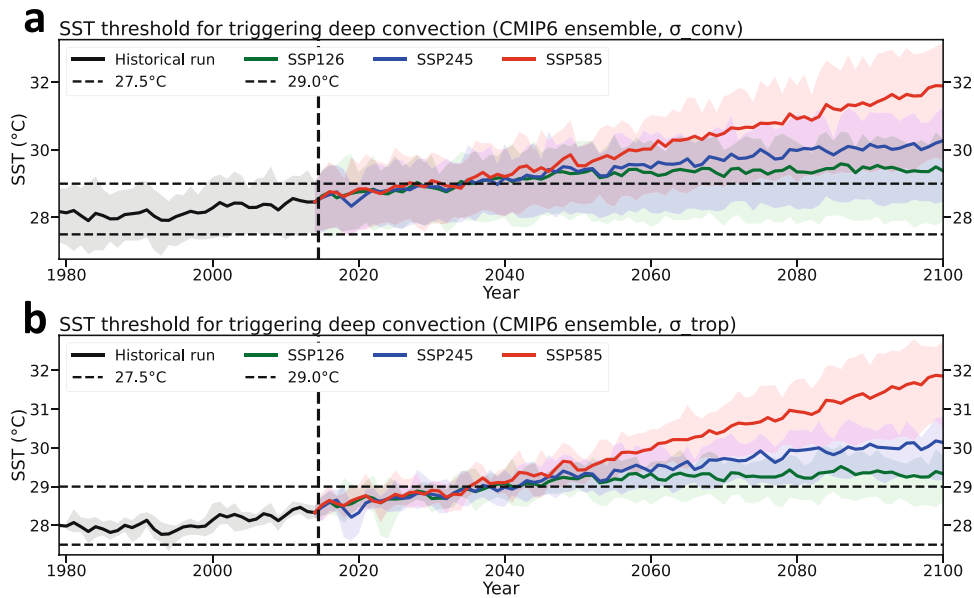 a
SST threshold for triggering deep convection (CMIP6 ensemble, σ_conv)
Historical run SSP126 SSP245 SSP585
27.5°C 29.0°C
32 32
30 30
28 28
SST (°C)
1980 2000 2020 2040 2060 2080 2100
Year
b
SST threshold for triggering deep convection (CMIP6 ensemble, σ_trop)
Historical run SSP126 SSP245 SSP585
27.5°C 29.0°C
32 32
31 31
30 30
29 29
28 28
SST (°C)
1980 2000 2020 2040 2060 2080 2100
Year